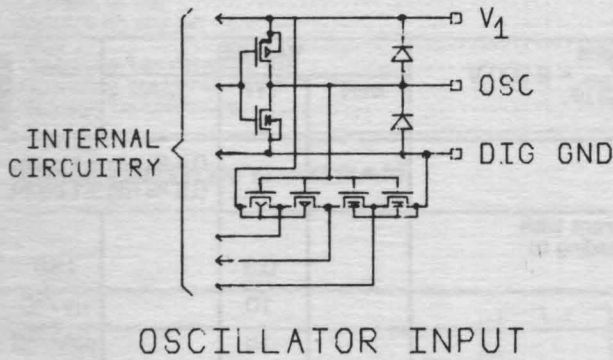 V1
OSC
INTERNAL
CIRCUITRY
DIG GND
OSCILLATOR INPUT